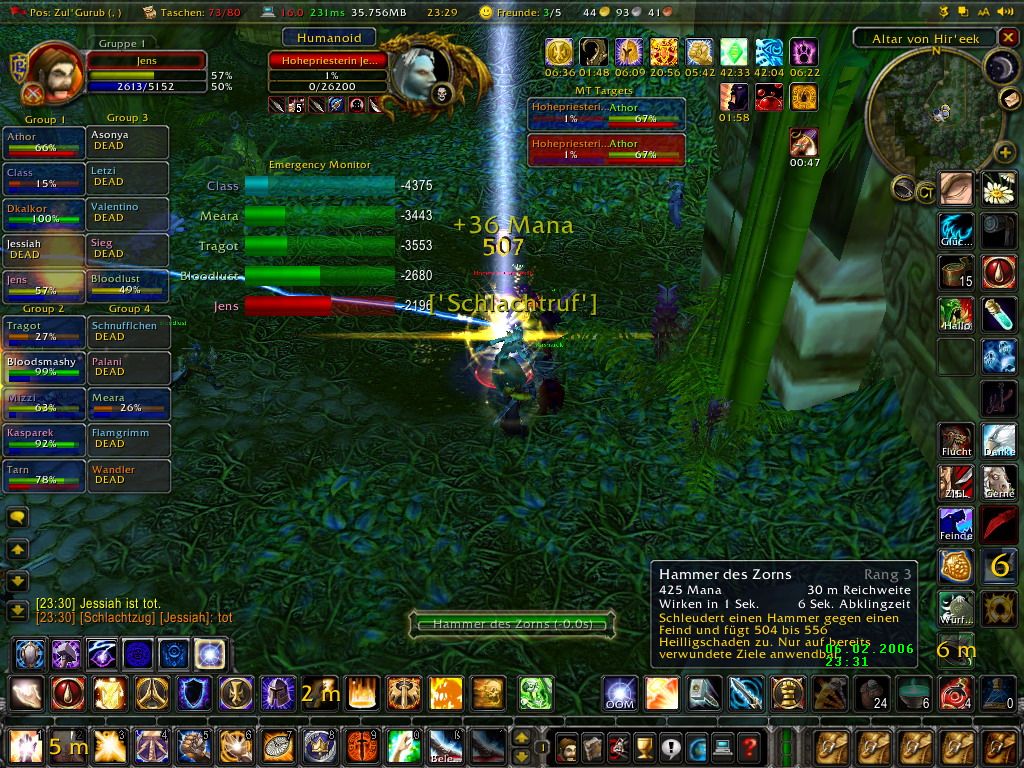 Pos: Zul'Gurub (, ) Taschen: 73/80 16.0 231ms 35.756MB 23:29 Freunde: 3/5 44 93 41
Gruppe 1
Jens
57%
2613/5152 50%
Humanoid
Hohepriesterin Je...
1%
0/26200
5
06:36 01:48 06:09 20:56 05:42 42:33 42:04 06:22
01:58
00:47
MT Targets
Hohepriesteri... Athor
1% 67%
Hohepriesteri... Athor
1% 67%
Altar von Hir'eek
N
CT
Group 1
Athor
66%
Class
15%
Dkalkor
100%
Jessiah
DEAD
Jens
57%
Group 3
Asonya
DEAD
Letzi
DEAD
Valentino
DEAD
Sieg
DEAD
Bloodlust
49%
Group 2
Tragot
27%
Bloodsmashy
99%
Mizzi
63%
Kasparek
92%
Tarn
78%
Group 4
Schnufflchen
DEAD
Palani
DEAD
Meara
26%
Flamgrimm
DEAD
Wandler
DEAD
Emergency Monitor
Class -4375
Meara -3443
Tragot -3553
Bloodlust -2680
Jens -2196
+36 Mana
507
['Schlachtruf']
Gluc...
15
Hallo
Flucht
Danke
ZIEL
Gerne
Feinde
6
Wurf...
6 m
[23:30] Jessiah ist tot.
[23:30] [Schlachtzug] [Jessiah]: tot
Hammer des Zorns (-0.0s)
Hammer des Zorns Rang 3
425 Mana 30 m Reichweite
Wirken in 1 Sek. 6 Sek. Abklingzeit
Schleudert einen Hammer gegen einen
Feind und fügt 504 bis 556
Heiligschaden zu. Nur auf bereits
verwundete Ziele anwendbar.
06.02.2006
23:31
2 m
OOM
24 6 4 0
5 m
Bele...
1